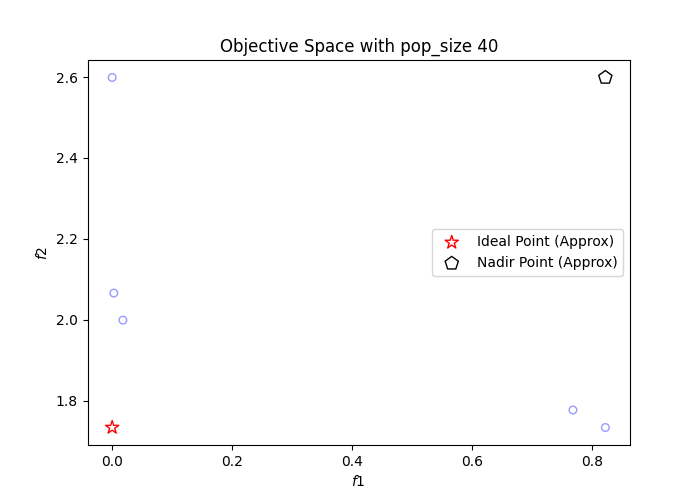 Objective Space with pop_size 40
2.6
2.4
2.2
2.0
1.8
f2
Ideal Point (Approx)
Nadir Point (Approx)
0.0 0.2 0.4 0.6 0.8
f1